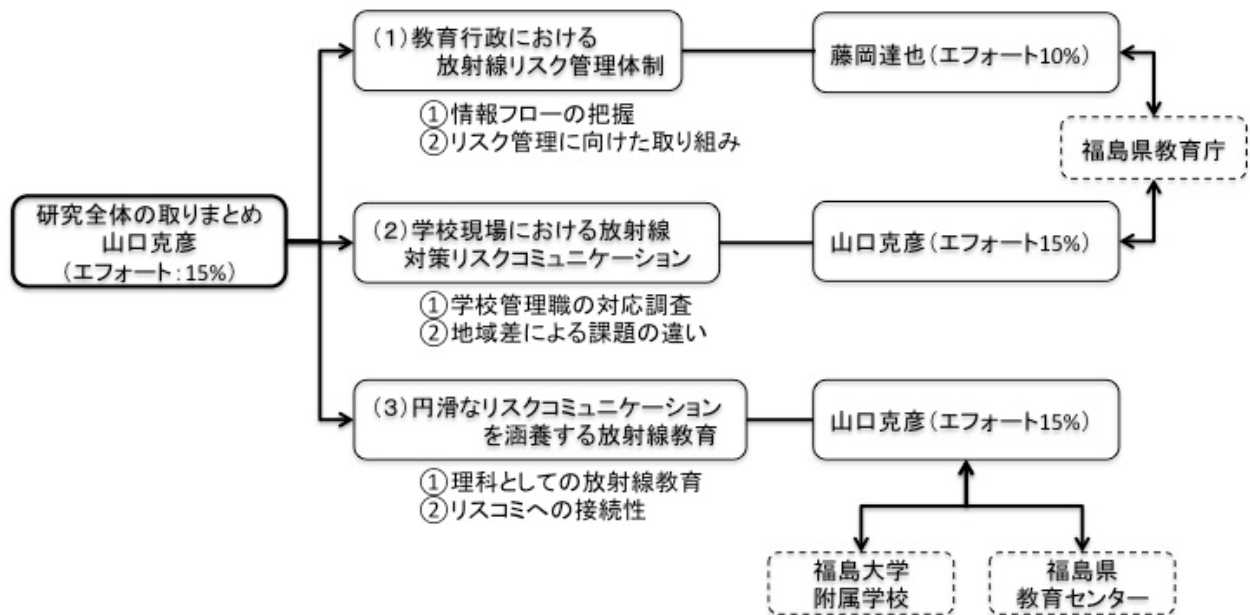 研究全体の取りまとめ
山口克彦
(エフォート:15%)
(1)教育行政における
放射線リスク管理体制
①情報フローの把握
②リスク管理に向けた取り組み
藤岡達也(エフォート10%)
福島県教育庁
(2)学校現場における放射線
対策リスクコミュニケーション
①学校管理職の対応調査
②地域差による課題の違い
山口克彦(エフォート15%)
(3)円滑なリスクコミュニケーション
を涵養する放射線教育
①理科としての放射線教育
②リスコミへの接続性
山口克彦(エフォート15%)
福島大学
附属学校
福島県
教育センター